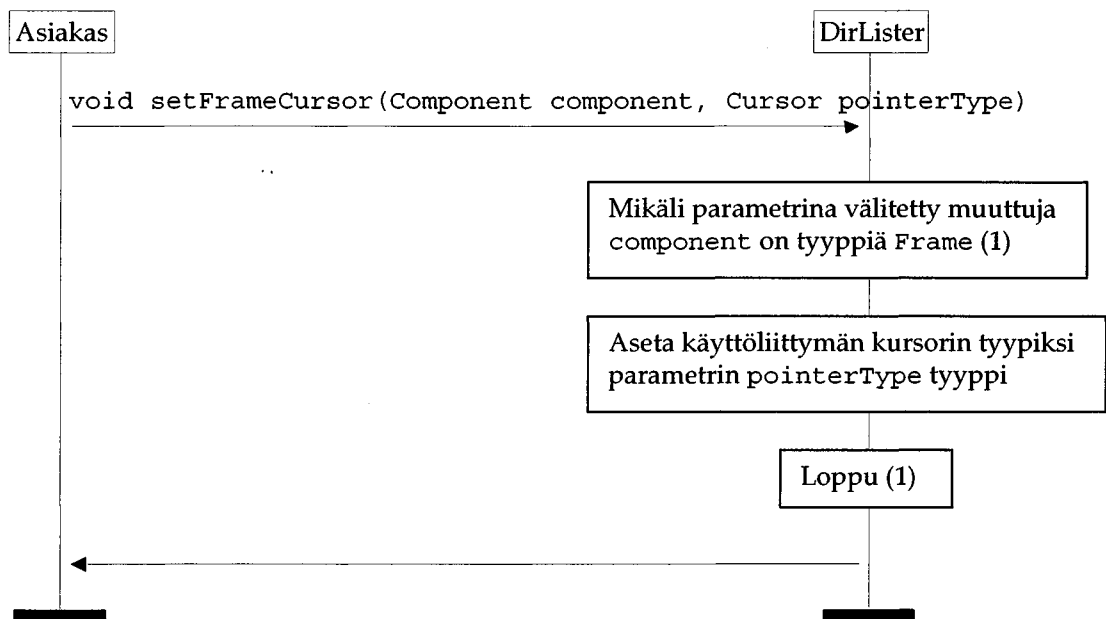 Asiakas
DirLister
void setFrameCursor(Component component, Cursor pointerType)
Mikäli parametrina välitetty muuttuja
component on tyyppiä Frame (1)
Aseta käyttöliittymän kursorin tyypiksi
parametrin pointerType tyyppi
Loppu (1)